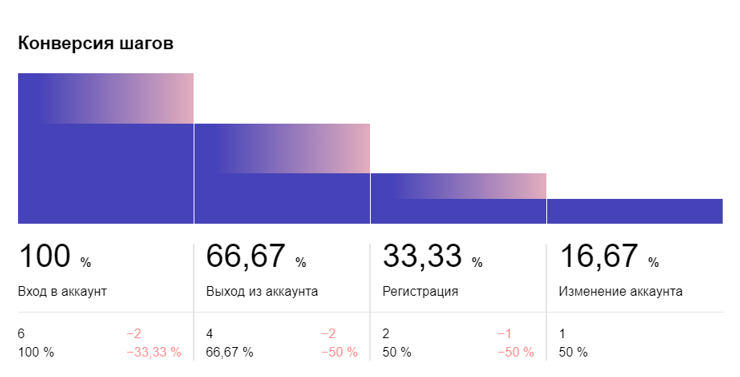 Конверсия шагов
100 % 66,67 % 33,33 % 16,67 %
Вход в аккаунт Выход из аккаунта Регистрация Изменение аккаунта
6 −2 4 −2 2 −1 1
100 % −33,33 % 66,67 % −50 % 50 % −50 % 50 %